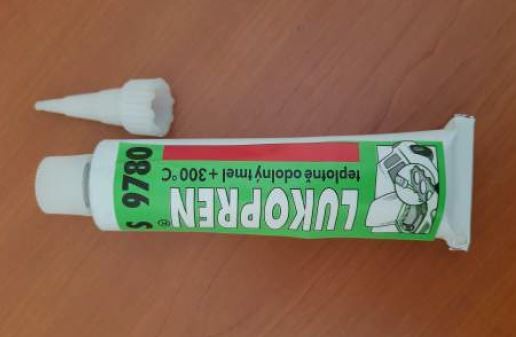 LUKOPREN®
teplotně odolný tmel +300°C
S 9780